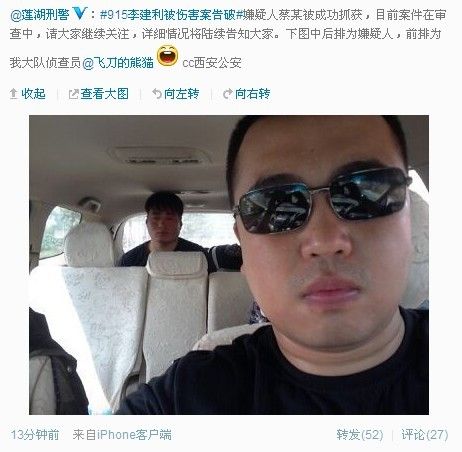 @莲湖刑警V:#915李建利被伤害案告破#嫌疑人蔡某被成功抓获,目前案件在审
查中,请大家继续关注,详细情况将陆续告知大家。下图中后排为嫌疑人,前排为
我大队侦查员@飞刀的熊猫 cc西安公安
收起 | 查看大图 向左转 向右转
13分钟前 来自iPhone客户端 转发(52) | 评论(27)